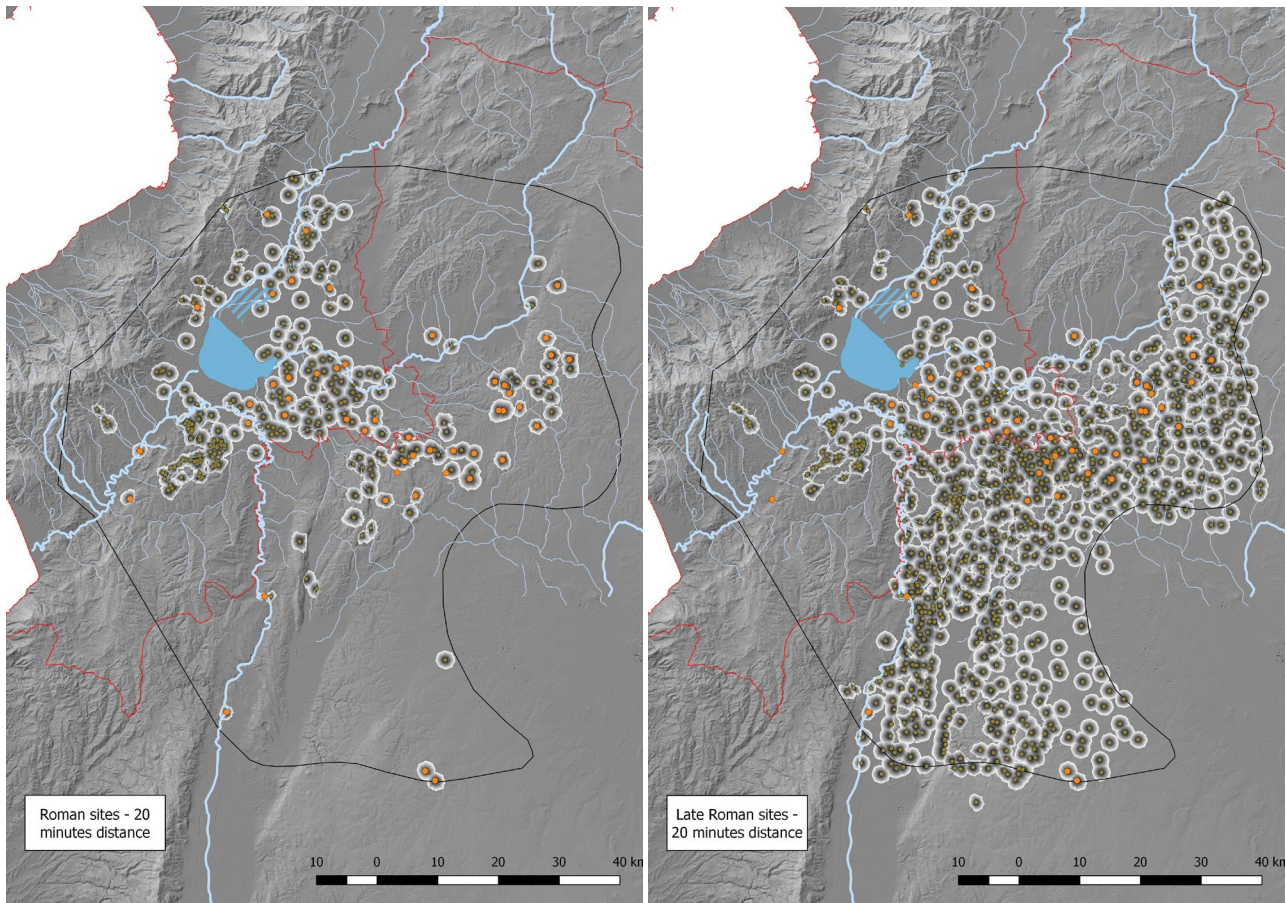 Roman sites - 20
minutes distance
10 0 10 20 30 40 km
Late Roman sites -
20 minutes distance
10 0 10 20 30 40 km